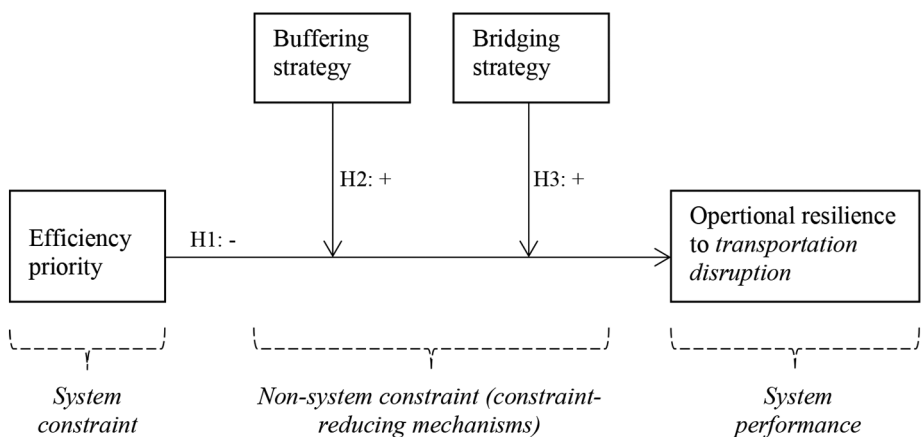 Buffering
strategy
Bridging
strategy
H2: +
H3: +
Efficiency
priority
H1: -
Opertional resilience
to transportation
disruption
System
constraint
Non-system constraint (constraint-
reducing mechanisms)
System
performance